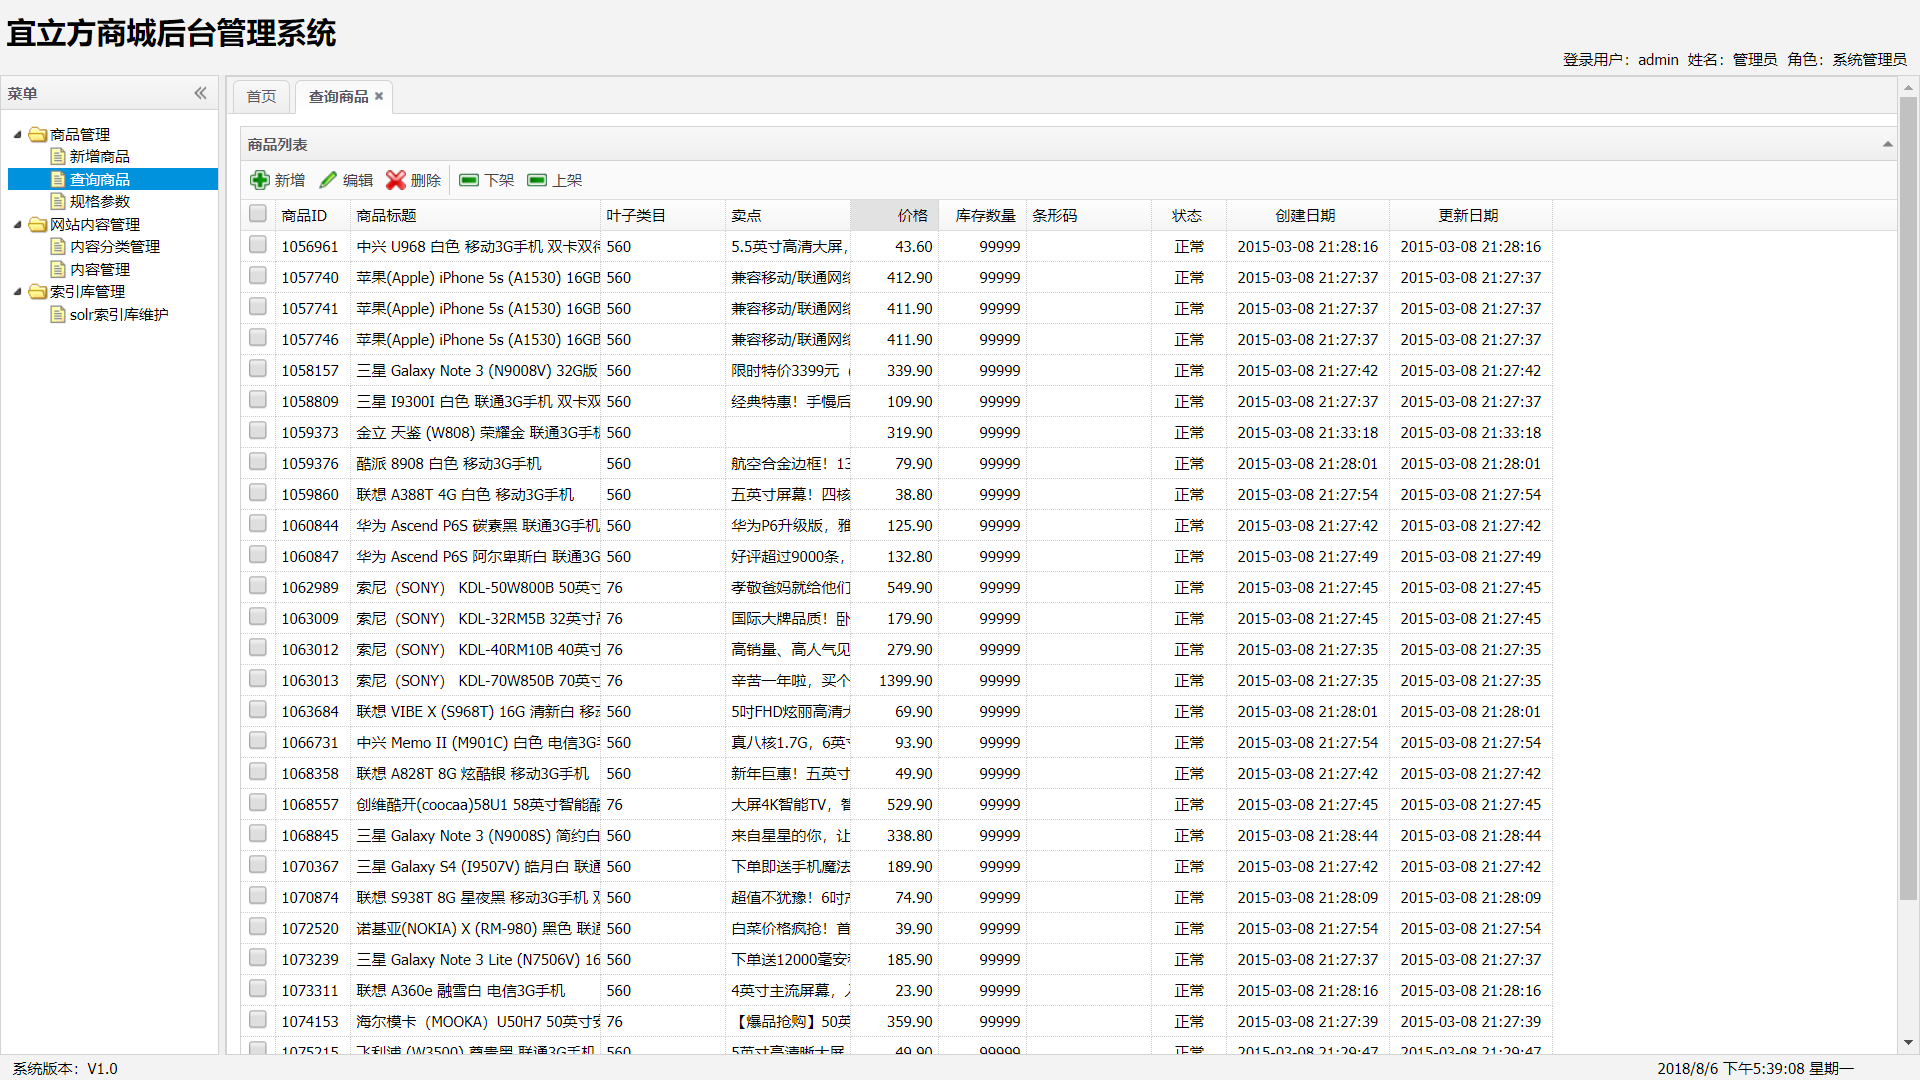 宜立方商城后台管理系统
登录用户：admin 姓名：管理员 角色：系统管理员
菜单
商品管理
新增商品
查询商品
规格参数
网站内容管理
内容分类管理
内容管理
索引库管理
solr索引库维护
首页 查询商品
商品列表
新增 编辑 删除 下架 上架
商品ID 商品标题 叶子类目 卖点 价格 库存数量 条形码 状态 创建日期 更新日期
1056961 中兴 U968 白色 移动3G手机 双卡双待 560 5.5英寸高清大屏， 43.60 99999 正常 2015-03-08 21:28:16 2015-03-08 21:28:16
1057740 苹果(Apple) iPhone 5s (A1530) 16GB 560 兼容移动/联通网络 412.90 99999 正常 2015-03-08 21:27:37 2015-03-08 21:27:37
1057741 苹果(Apple) iPhone 5s (A1530) 16GB 560 兼容移动/联通网络 411.90 99999 正常 2015-03-08 21:27:37 2015-03-08 21:27:37
1057746 苹果(Apple) iPhone 5s (A1530) 16GB 560 兼容移动/联通网络 411.90 99999 正常 2015-03-08 21:27:37 2015-03-08 21:27:37
1058157 三星 Galaxy Note 3 (N9008V) 32G版 560 限时特价3399元（ 339.90 99999 正常 2015-03-08 21:27:42 2015-03-08 21:27:42
1058809 三星 I9300I 白色 联通3G手机 双卡双 560 经典特惠！手慢后 109.90 99999 正常 2015-03-08 21:27:37 2015-03-08 21:27:37
1059373 金立 天鉴 (W808) 荣耀金 联通3G手机 560 319.90 99999 正常 2015-03-08 21:33:18 2015-03-08 21:33:18
1059376 酷派 8908 白色 移动3G手机 560 航空合金边框！13 79.90 99999 正常 2015-03-08 21:28:01 2015-03-08 21:28:01
1059860 联想 A388T 4G 白色 移动3G手机 560 五英寸屏幕！四核 38.80 99999 正常 2015-03-08 21:27:54 2015-03-08 21:27:54
1060844 华为 Ascend P6S 碳素黑 联通3G手机 560 华为P6升级版，雅 125.90 99999 正常 2015-03-08 21:27:42 2015-03-08 21:27:42
1060847 华为 Ascend P6S 阿尔卑斯白 联通3G 560 好评超过9000条， 132.80 99999 正常 2015-03-08 21:27:49 2015-03-08 21:27:49
1062989 索尼（SONY） KDL-50W800B 50英寸 76 孝敬爸妈就给他们 549.90 99999 正常 2015-03-08 21:27:45 2015-03-08 21:27:45
1063009 索尼（SONY） KDL-32RM5B 32英寸 76 国际大牌品质！卧 179.90 99999 正常 2015-03-08 21:27:45 2015-03-08 21:27:45
1063012 索尼（SONY） KDL-40RM10B 40英寸 76 高销量、高人气见 279.90 99999 正常 2015-03-08 21:27:35 2015-03-08 21:27:35
1063013 索尼（SONY） KDL-70W850B 70英寸 76 辛苦一年啦，买个 1399.90 99999 正常 2015-03-08 21:27:35 2015-03-08 21:27:35
1063684 联想 VIBE X (S968T) 16G 清新白 移动 560 5吋FHD炫丽高清大 69.90 99999 正常 2015-03-08 21:28:01 2015-03-08 21:28:01
1066731 中兴 Memo II (M901C) 白色 电信3G手 560 真八核1.7G，6英寸 93.90 99999 正常 2015-03-08 21:27:54 2015-03-08 21:27:54
1068358 联想 A828T 8G 炫酷银 移动3G手机 560 新年巨惠！五英寸 49.90 99999 正常 2015-03-08 21:27:42 2015-03-08 21:27:42
1068557 创维酷开(coocaa)58U1 58英寸智能酷 76 大屏4K智能TV，智 529.90 99999 正常 2015-03-08 21:27:45 2015-03-08 21:27:45
1068845 三星 Galaxy Note 3 (N9008S) 简约白 560 来自星星的你，让 338.80 99999 正常 2015-03-08 21:28:44 2015-03-08 21:28:44
1070367 三星 Galaxy S4 (I9507V) 皓月白 联通 560 下单即送手机魔法 189.90 99999 正常 2015-03-08 21:27:42 2015-03-08 21:27:42
1070874 联想 S938T 8G 星夜黑 移动3G手机 双 560 超值不犹豫！6吋 74.90 99999 正常 2015-03-08 21:28:09 2015-03-08 21:28:09
1072520 诺基亚(NOKIA) X (RM-980) 黑色 联通 560 白菜价格疯抢！首 39.90 99999 正常 2015-03-08 21:27:54 2015-03-08 21:27:54
1073239 三星 Galaxy Note 3 Lite (N7506V) 16 560 下单送12000毫安 185.90 99999 正常 2015-03-08 21:27:37 2015-03-08 21:27:37
1073311 联想 A360e 融雪白 电信3G手机 560 4英寸主流屏幕， 23.90 99999 正常 2015-03-08 21:28:16 2015-03-08 21:28:16
1074153 海尔模卡（MOOKA）U50H7 50英寸安 76 【爆品抢购】50英 359.90 99999 正常 2015-03-08 21:27:39 2015-03-08 21:27:39
1075215 飞利浦 (W3500) 尊贵黑 联通3G手机 560 5英寸高清晰大屏 49.90 99999 正常 2015-03-08 21:29:47 2015-03-08 21:29:47
系统版本：V1.0 2018/8/6 下午5:39:08 星期一